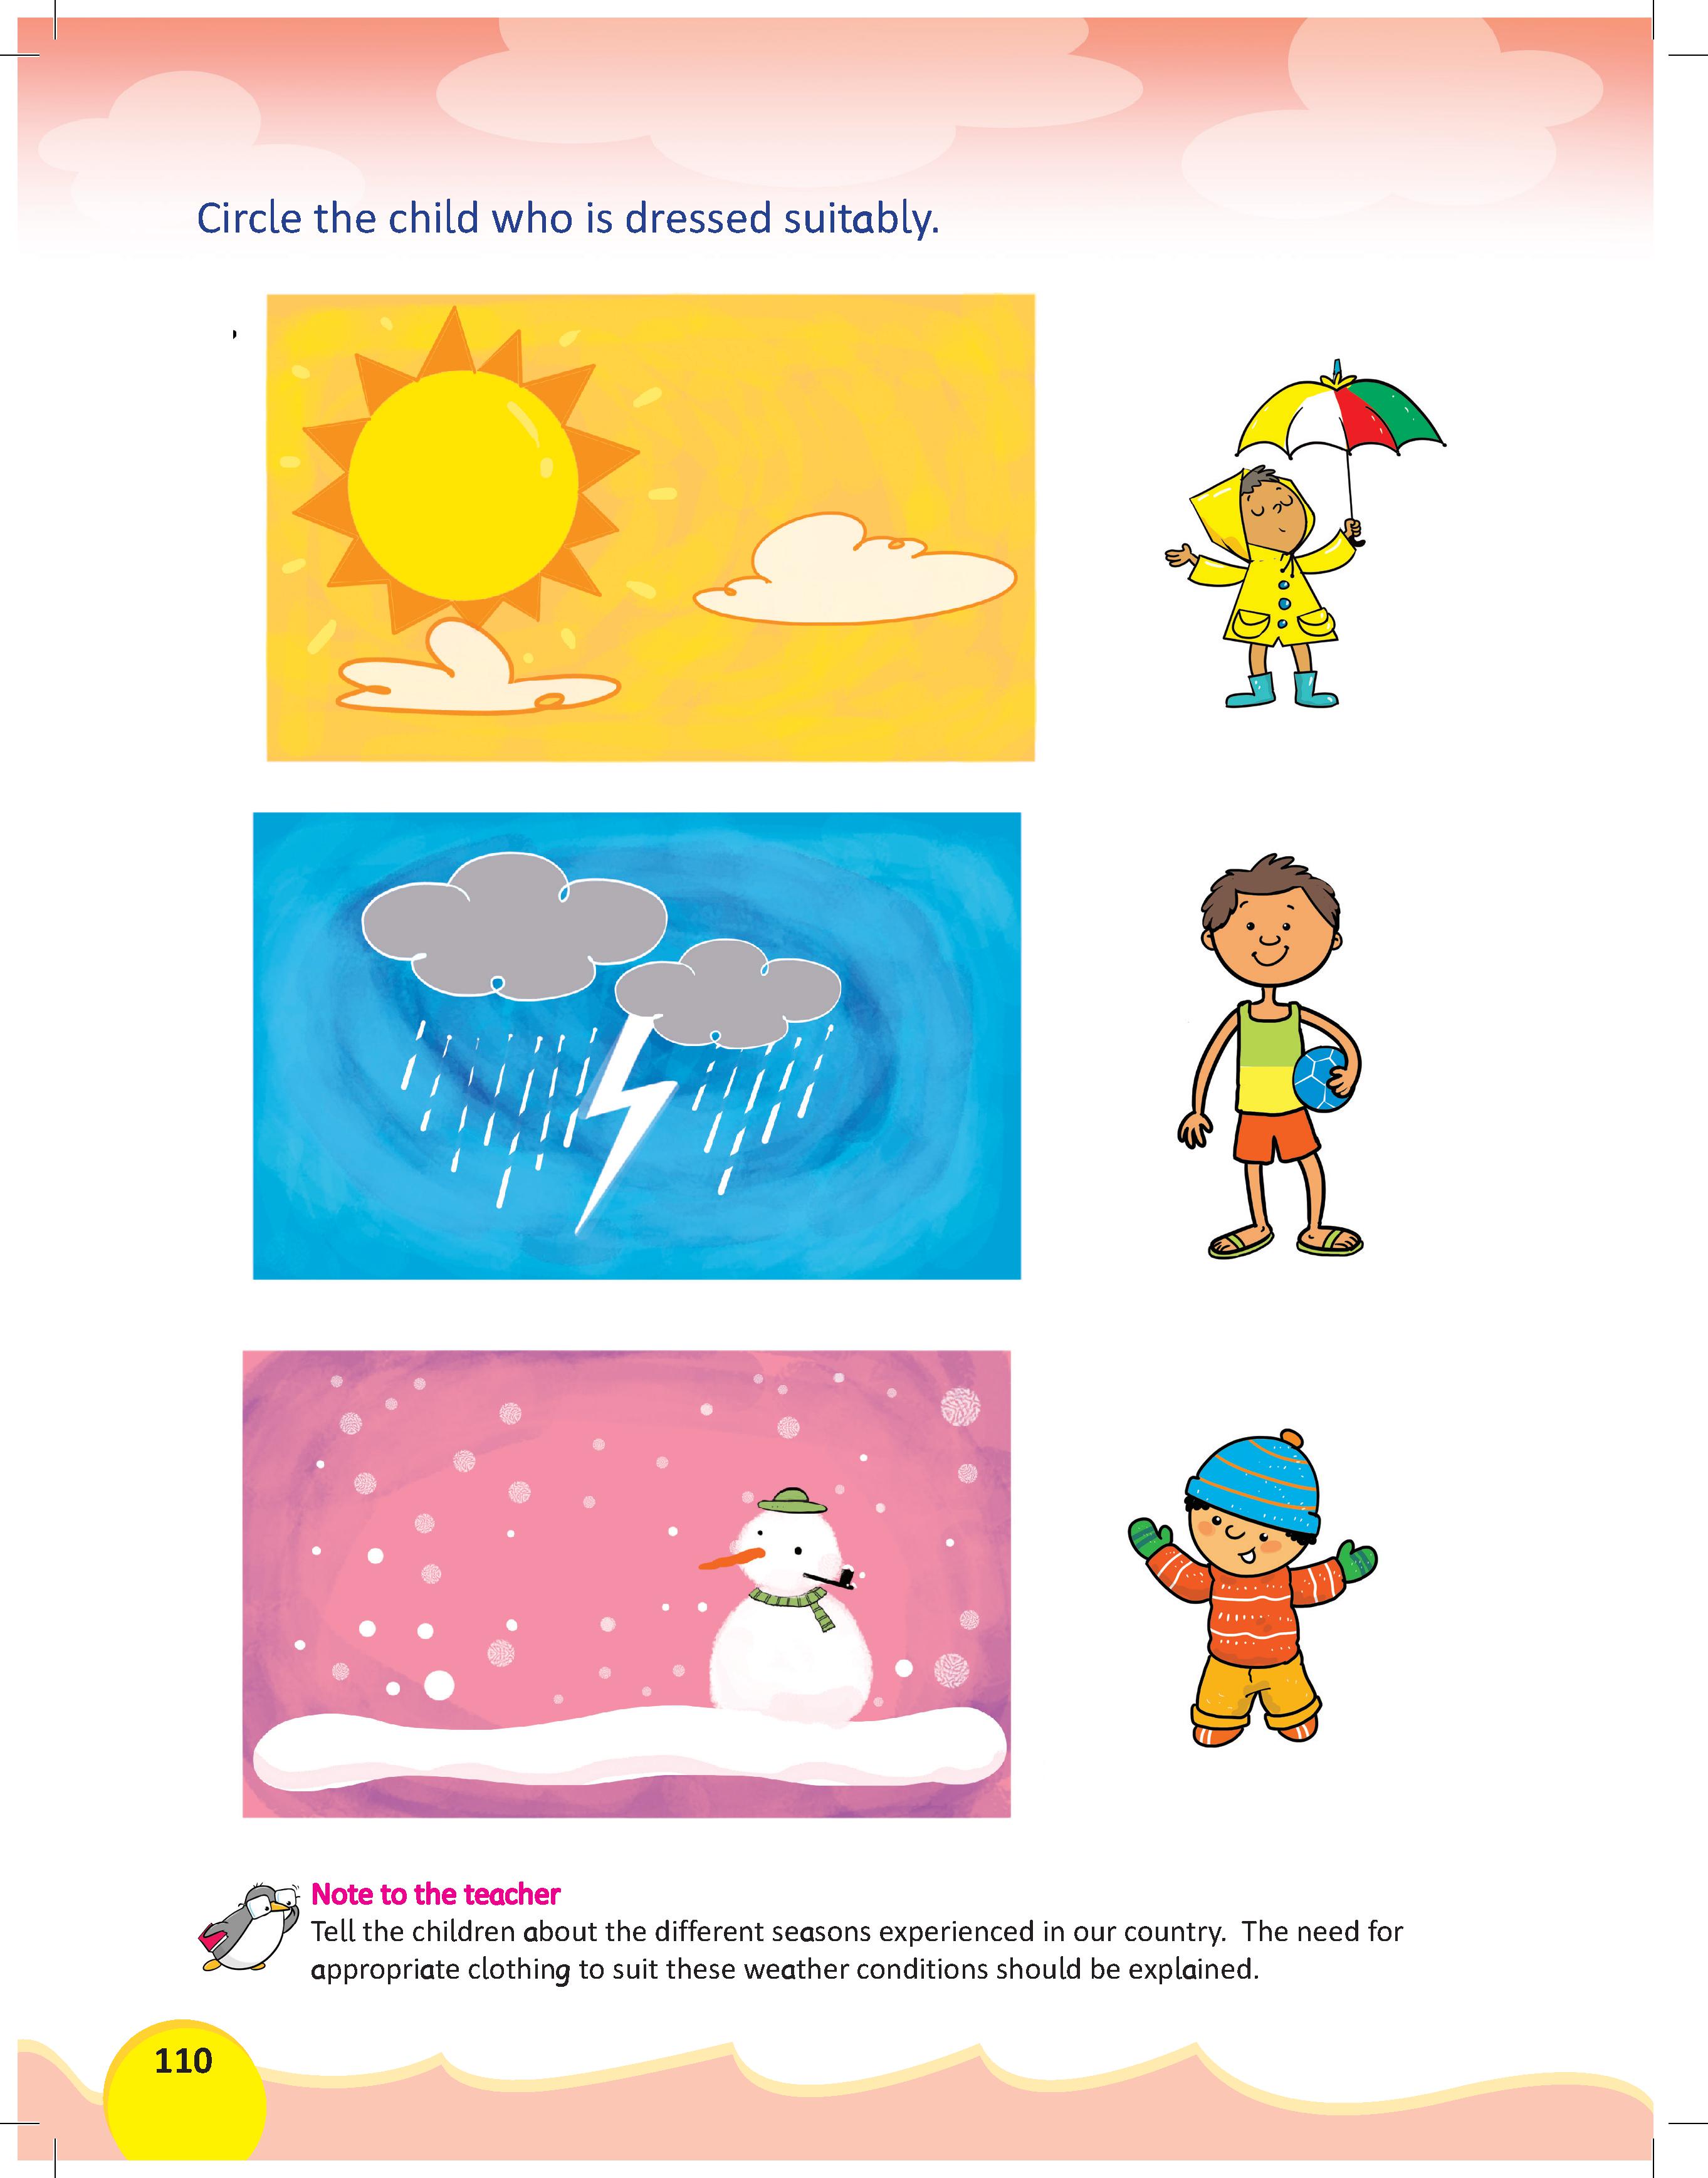 Circle the child who is dressed suitably.
Note to the teacher
Tell the children about the different seasons experienced in our country. The need for
appropriate clothing to suit these weather conditions should be explained.
110